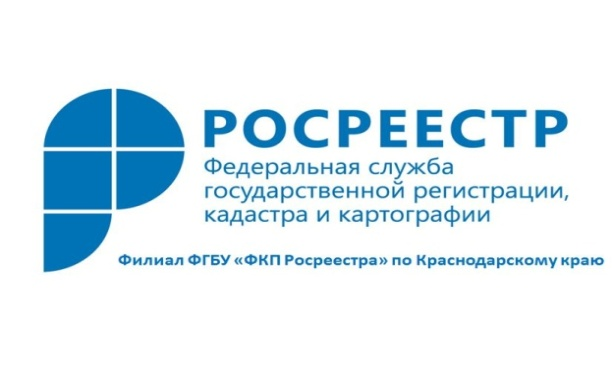 РОСРЕЕСТР
Федеральная служба
государственной регистрации,
кадастра и картографии
Филиал ФГБУ «ФКП Росреестра» по Краснодарскому краю